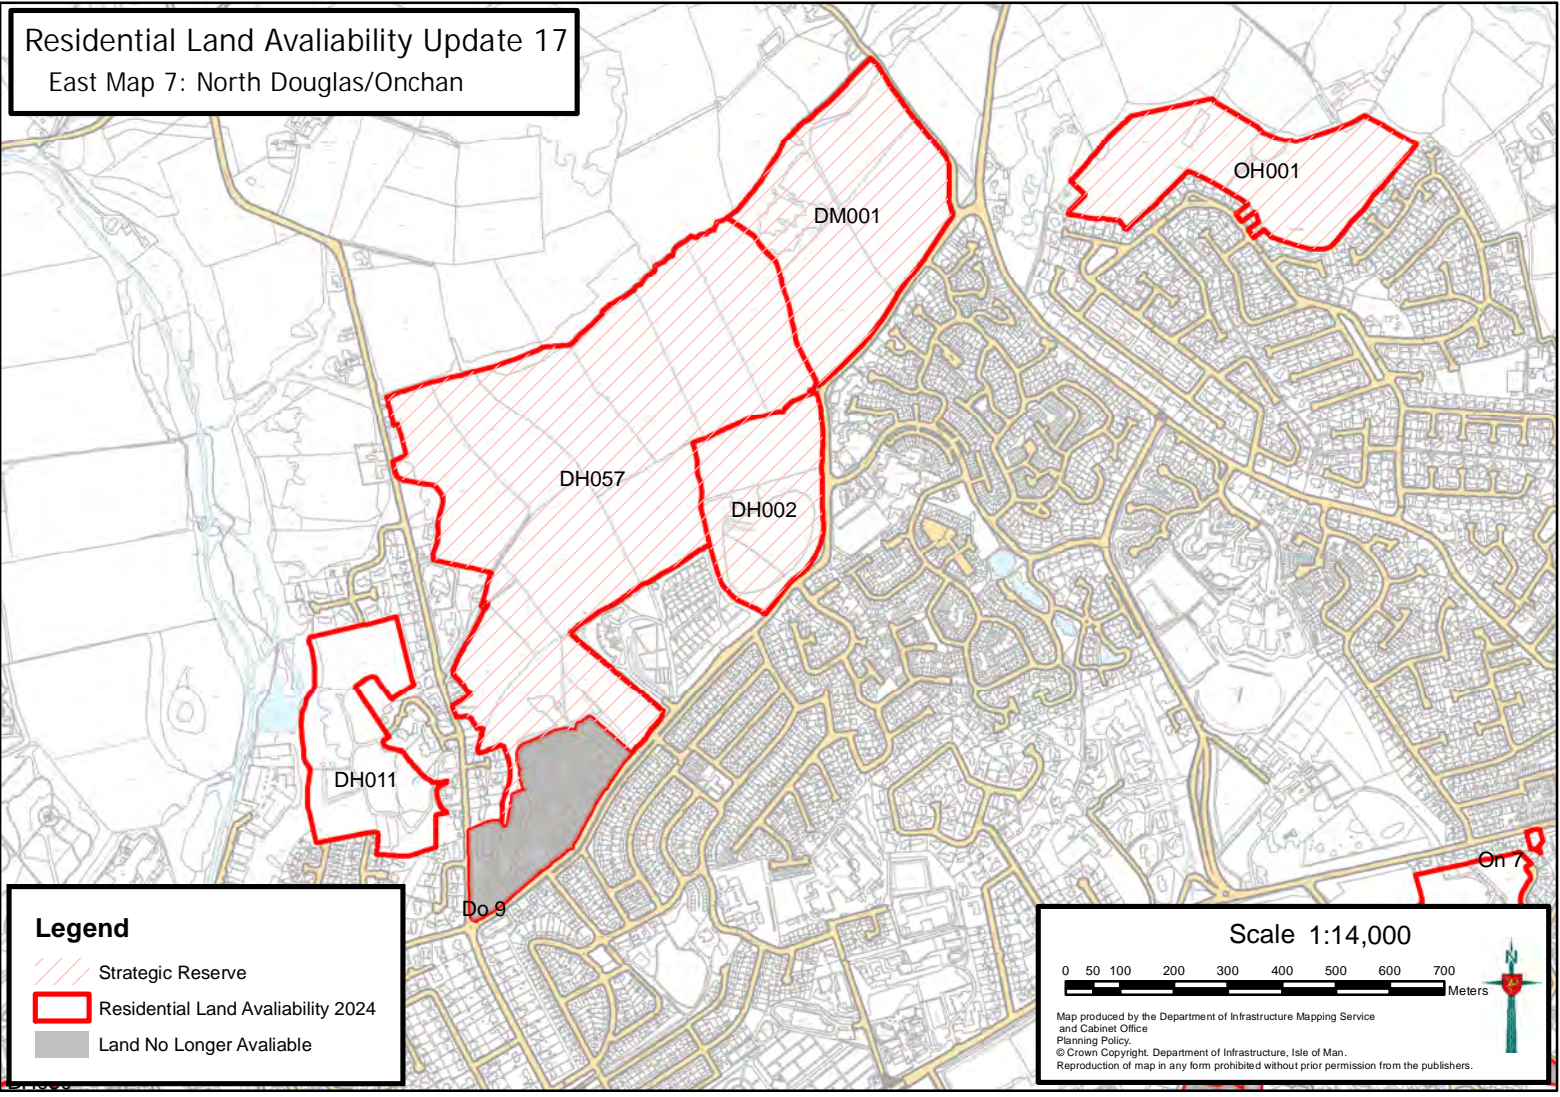 Residential Land Avaliability Update 17
East Map 7: North Douglas/Onchan
OH001
DM001
DH057
DH002
DH011
On 7
Do 9
Legend
Strategic Reserve
Residential Land Avaliability 2024
Land No Longer Avaliable
Scale 1:14,000
0 50 100 200 300 400 500 600 700
Meters
N
Map produced by the Department of Infrastructure Mapping Service
and Cabinet Office
Planning Policy.
© Crown Copyright. Department of Infrastructure, Isle of Man.
Reproduction of map in any form prohibited without prior permission from the publishers.